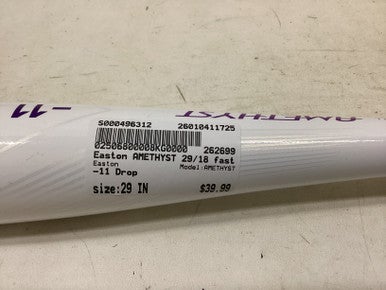 -11
AMETHYST
S000496312 26010411725
02506800008KG0000 262699
Easton AMETHYST 29/18 fast
Easton Model:AMETHYST
-11 Drop
size:29 IN $39.99